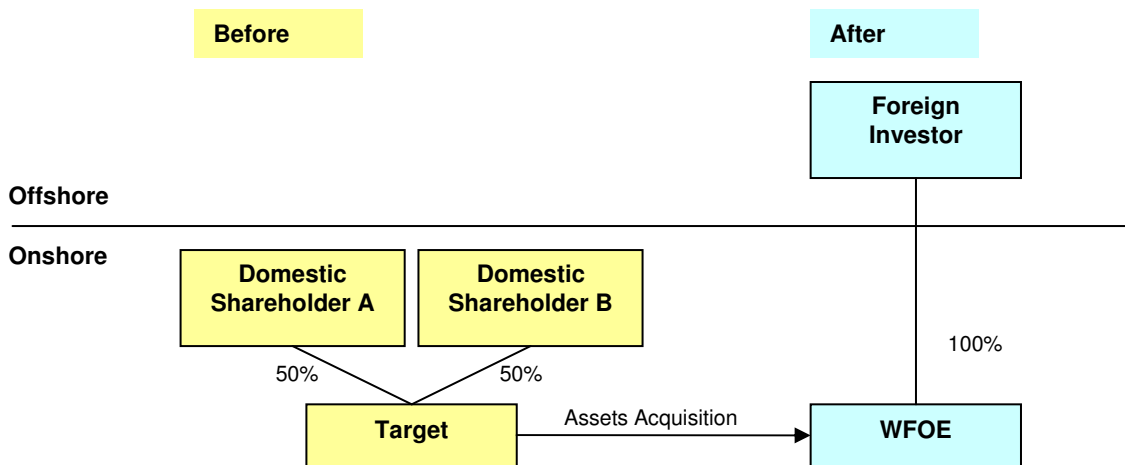 Before
After
Foreign
Investor
Offshore
Onshore
Domestic
Shareholder A
Domestic
Shareholder B
50%
50%
100%
Target
Assets Acquisition
WFOE